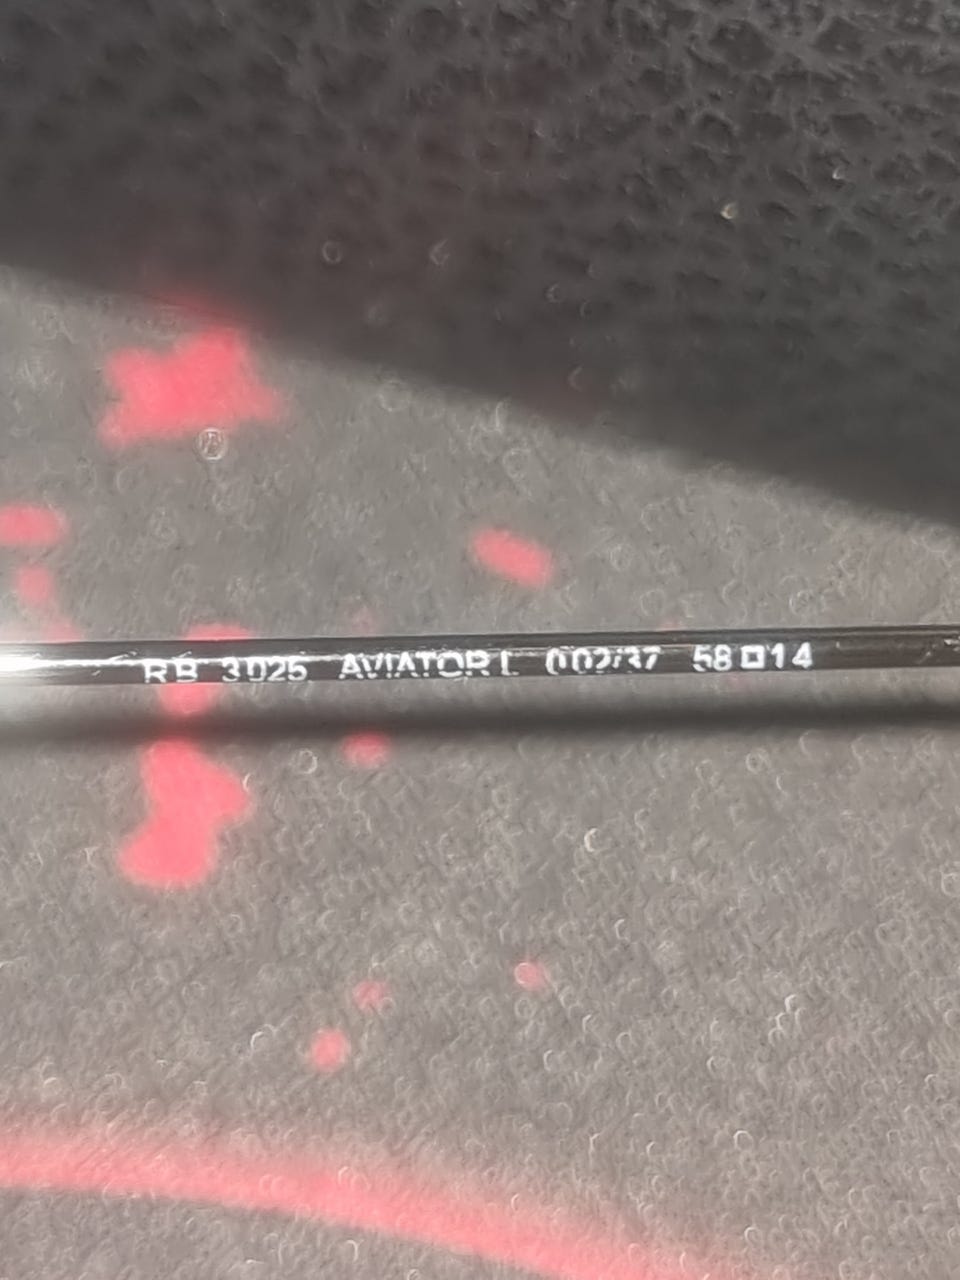 RB 3025 AVIATOR L 002/37 58□14